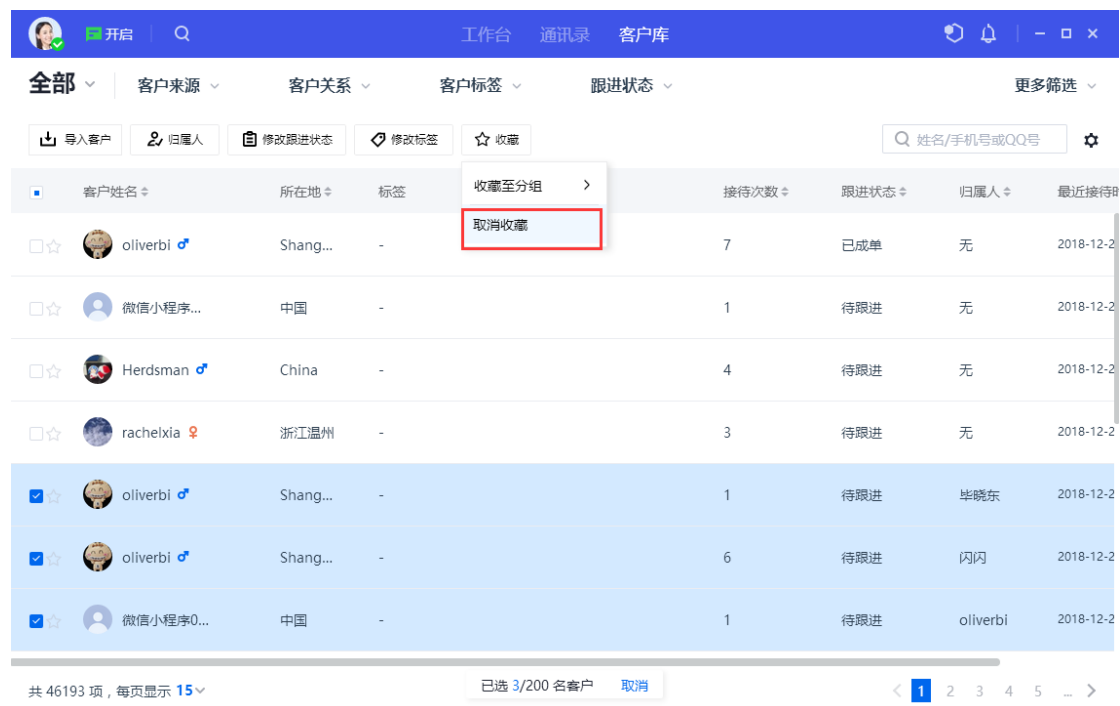 开启 工作台 通讯录 客户库
全部 客户来源 客户关系 客户标签 跟进状态 更多筛选
导入客户 归属人 修改跟进状态 修改标签 收藏 姓名/手机号或QQ号
客户姓名 所在地 标签 收藏至分组 接待次数 跟进状态 归属人 最近接待时
取消收藏
oliverbi Shang... - 7 已成单 无 2018-12-2
微信小程序... 中国 - 1 待跟进 无 2018-12-2
Herdsman China - 4 待跟进 无 2018-12-2
rachelxia 浙江温州 - 3 待跟进 无 2018-12-2
oliverbi Shang... - 1 待跟进 毕晓东 2018-12-2
oliverbi Shang... - 6 待跟进 闪闪 2018-12-2
微信小程序0... 中国 - 1 待跟进 oliverbi 2018-12-2
共 46193 项，每页显示 15 已选 3/200 名客户 取消 1 2 3 4 5 ...